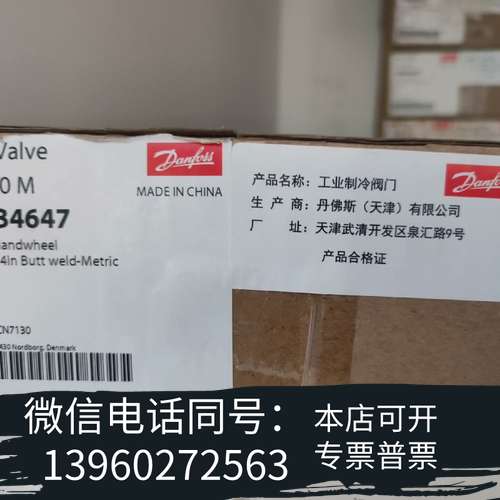 Valve
0 M
34647
andwheel
4in Butt weld-Metric
CN7130
430 Nordborg, Denmark
Danfoss
MADE IN CHINA
产品名称：工业制冷阀门
生 产 商：丹佛斯（天津）有限公司
厂 址：天津武清开发区泉汇路9号
产品合格证
Danfoss
微信电话同号：
13960272563
本店可开
专票普票